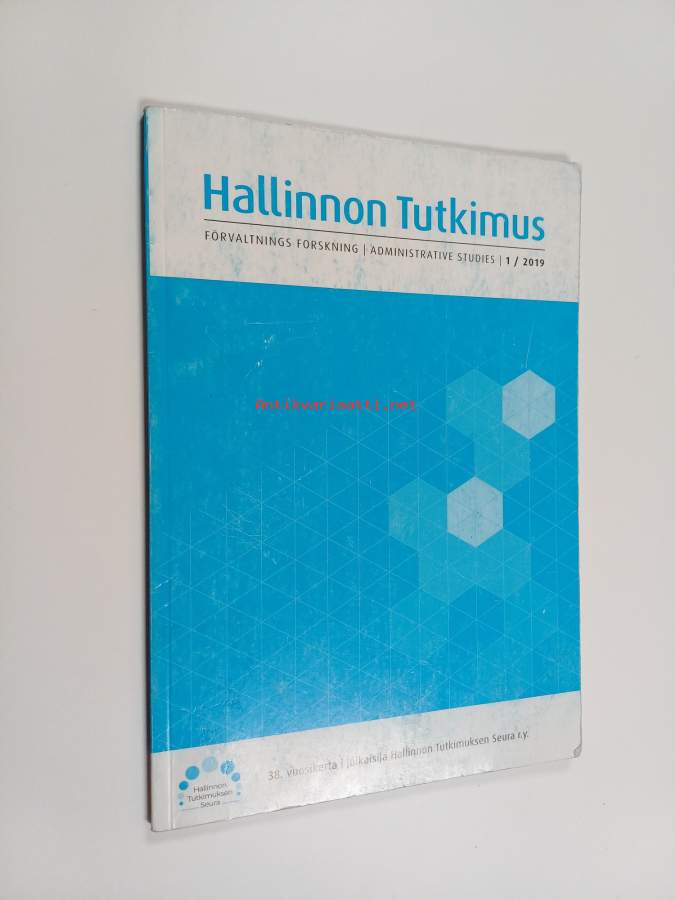 Hallinnon Tutkimus
FÖRVALTNINGS FORSKNING | ADMINISTRATIVE STUDIES | 1 / 2019
Antikvariaatti.net
38. vuosikerta | julkaisija Hallinnon Tutkimuksen Seura r.y.
Hallinnon
Tutkimuksen
Seura